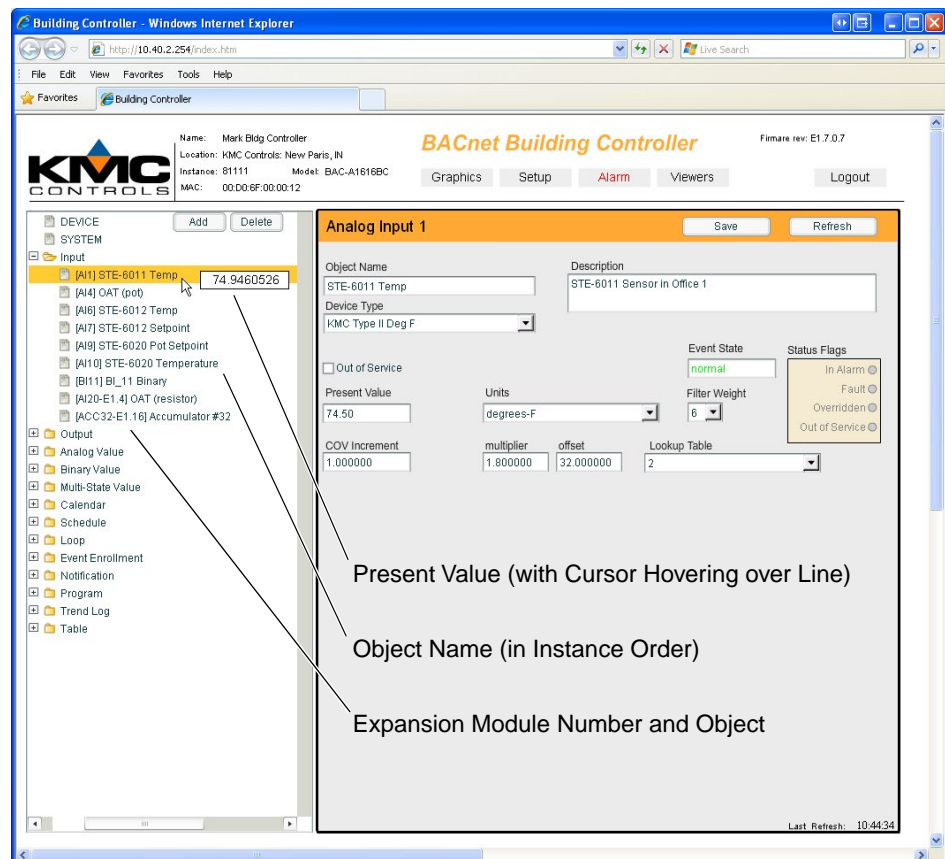 Building Controller - Windows Internet Explorer
http://10.40.2.254/index.htm
Live Search
File Edit View Favorites Tools Help
Favorites
Building Controller
KMC
CONTROLS
Name: Mark Bldg Controller
Location: KMC Controls: New Paris, IN
Instance: 81111 Model: BAC-A1616BC
MAC: 00:D0:6F:00:00:12
BACnet Building Controller
Firmare rev: E1.7.0.7
Graphics Setup Alarm Viewers Logout
DEVICE
SYSTEM
Add Delete
Input
[AI1] STE-6011 Temp
74.9460526
[AI4] OAT (pot)
[AI6] STE-6012 Temp
[AI7] STE-6012 Setpoint
[AI9] STE-6020 Pot Setpoint
[AI10] STE-6020 Temperature
[BI11] BI_11 Binary
[AI20-E1.4] OAT (resistor)
[ACC32-E1.16] Accumulator #32
Output
Analog Value
Binary Value
Multi-State Value
Calendar
Schedule
Loop
Event Enrollment
Notification
Program
Trend Log
Table
Analog Input 1
Save Refresh
Object Name
STE-6011 Temp
Description
STE-6011 Sensor in Office 1
Device Type
KMC Type II Deg F
Out of Service
Event State
normal
Status Flags
In Alarm
Fault
Overridden
Out of Service
Present Value
74.50
Units
degrees-F
Filter Weight
6
COV Increment
1.000000
multiplier
1.800000
offset
32.000000
Lookup Table
2
Present Value (with Cursor Hovering over Line)
Object Name (in Instance Order)
Expansion Module Number and Object
Last Refresh: 10:44:34